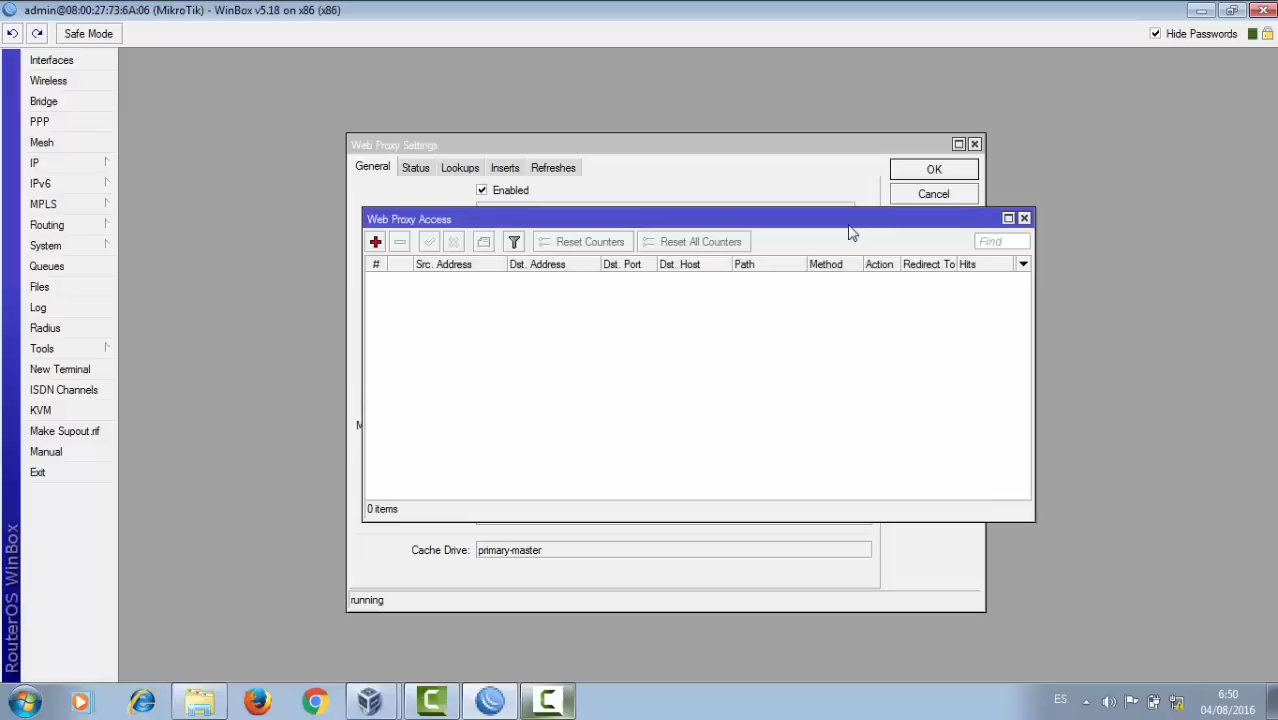 admin@08:00:27:73:6A:06 (MikroTik) - WinBox v5.18 on x86 (x86)
Safe Mode
Hide Passwords
Interfaces
Wireless
Bridge
PPP
Mesh
IP
IPv6
MPLS
Routing
System
Queues
Files
Log
Radius
Tools
New Terminal
ISDN Channels
KVM
Make Supout.rif
Manual
Exit
RouterOS WinBox
Web Proxy Settings
General Status Lookups Inserts Refreshes
OK
Enabled
Cancel
Web Proxy Access
Reset Counters Reset All Counters Find
# Src. Address Dst. Address Dst. Port Dst. Host Path Method Action Redirect To Hits
0 items
Cache Drive: primary-master
running
ES
6:50
04/08/2016